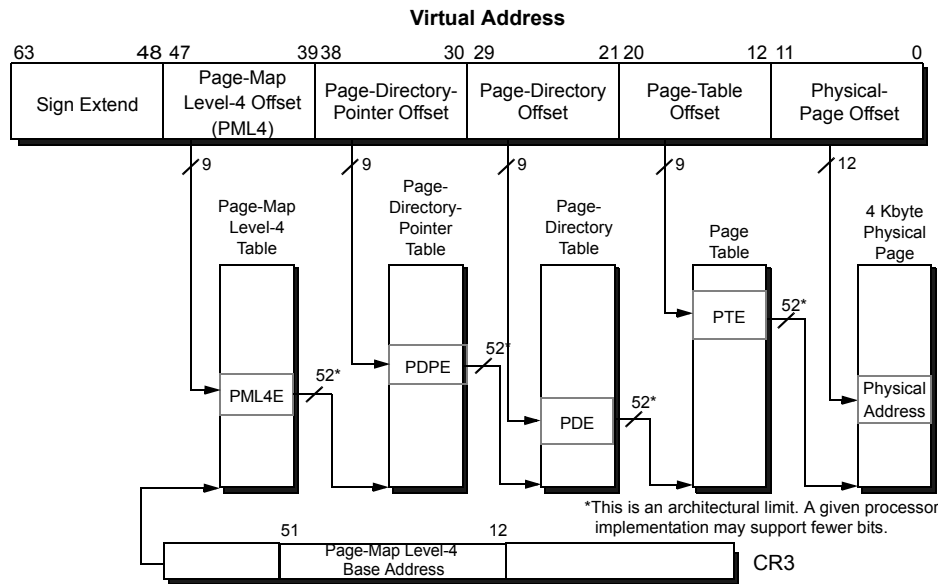 Virtual Address
63 48 47 39 38 30 29 21 20 12 11 0
Sign Extend
Page-Map
Level-4 Offset
(PML4)
Page-Directory-
Pointer Offset
Page-Directory
Offset
Page-Table
Offset
Physical-
Page Offset
9
9
9
9
12
Page-Map
Level-4
Table
Page-
Directory-
Pointer
Table
Page-
Directory
Table
Page
Table
4 Kbyte
Physical
Page
PML4E
52*
PDPE
52*
PDE
52*
PTE
52*
Physical
Address
*This is an architectural limit. A given processor
implementation may support fewer bits.
51 12
Page-Map Level-4
Base Address
CR3